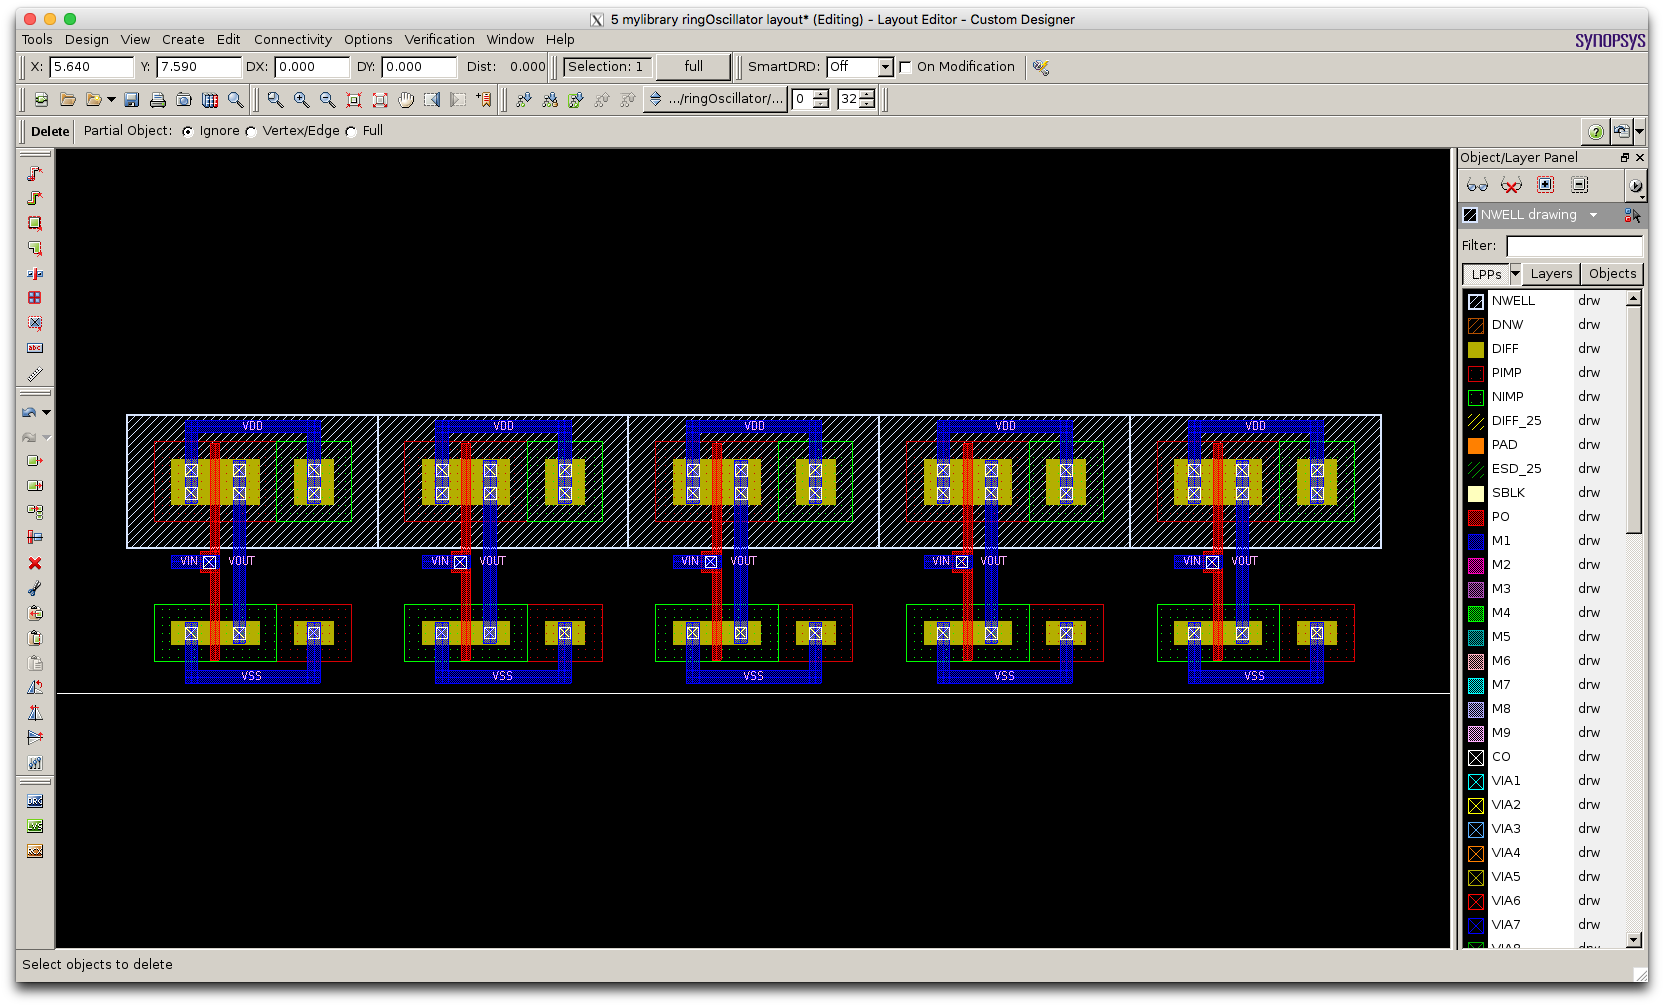 5 mylibrary ringOscillator layout* (Editing) - Layout Editor - Custom Designer
Tools Design View Create Edit Connectivity Options Verification Window Help
SYNOPSYS
X: 5.640 Y: 7.590 DX: 0.000 DY: 0.000 Dist: 0.000 Selection: 1 full SmartDRD: Off On Modification
.../ringOscillator/... 0 32
Delete Partial Object: Ignore Vertex/Edge Full
Object/Layer Panel
NWELL drawing
Filter:
LPPs Layers Objects
NWELL drw
DNW drw
DIFF drw
PIMP drw
NIMP drw
DIFF_25 drw
PAD drw
ESD_25 drw
SBLK drw
PO drw
M1 drw
M2 drw
M3 drw
M4 drw
M5 drw
M6 drw
M7 drw
M8 drw
M9 drw
CO drw
VIA1 drw
VIA2 drw
VIA3 drw
VIA4 drw
VIA5 drw
VIA6 drw
VIA7 drw
VIA8 drw
abc
DRC
LVS
VDD VDD VDD VDD VDD
VIN VOUT VIN VOUT VIN VOUT VIN VOUT VIN VOUT
VSS VSS VSS VSS VSS
Select objects to delete